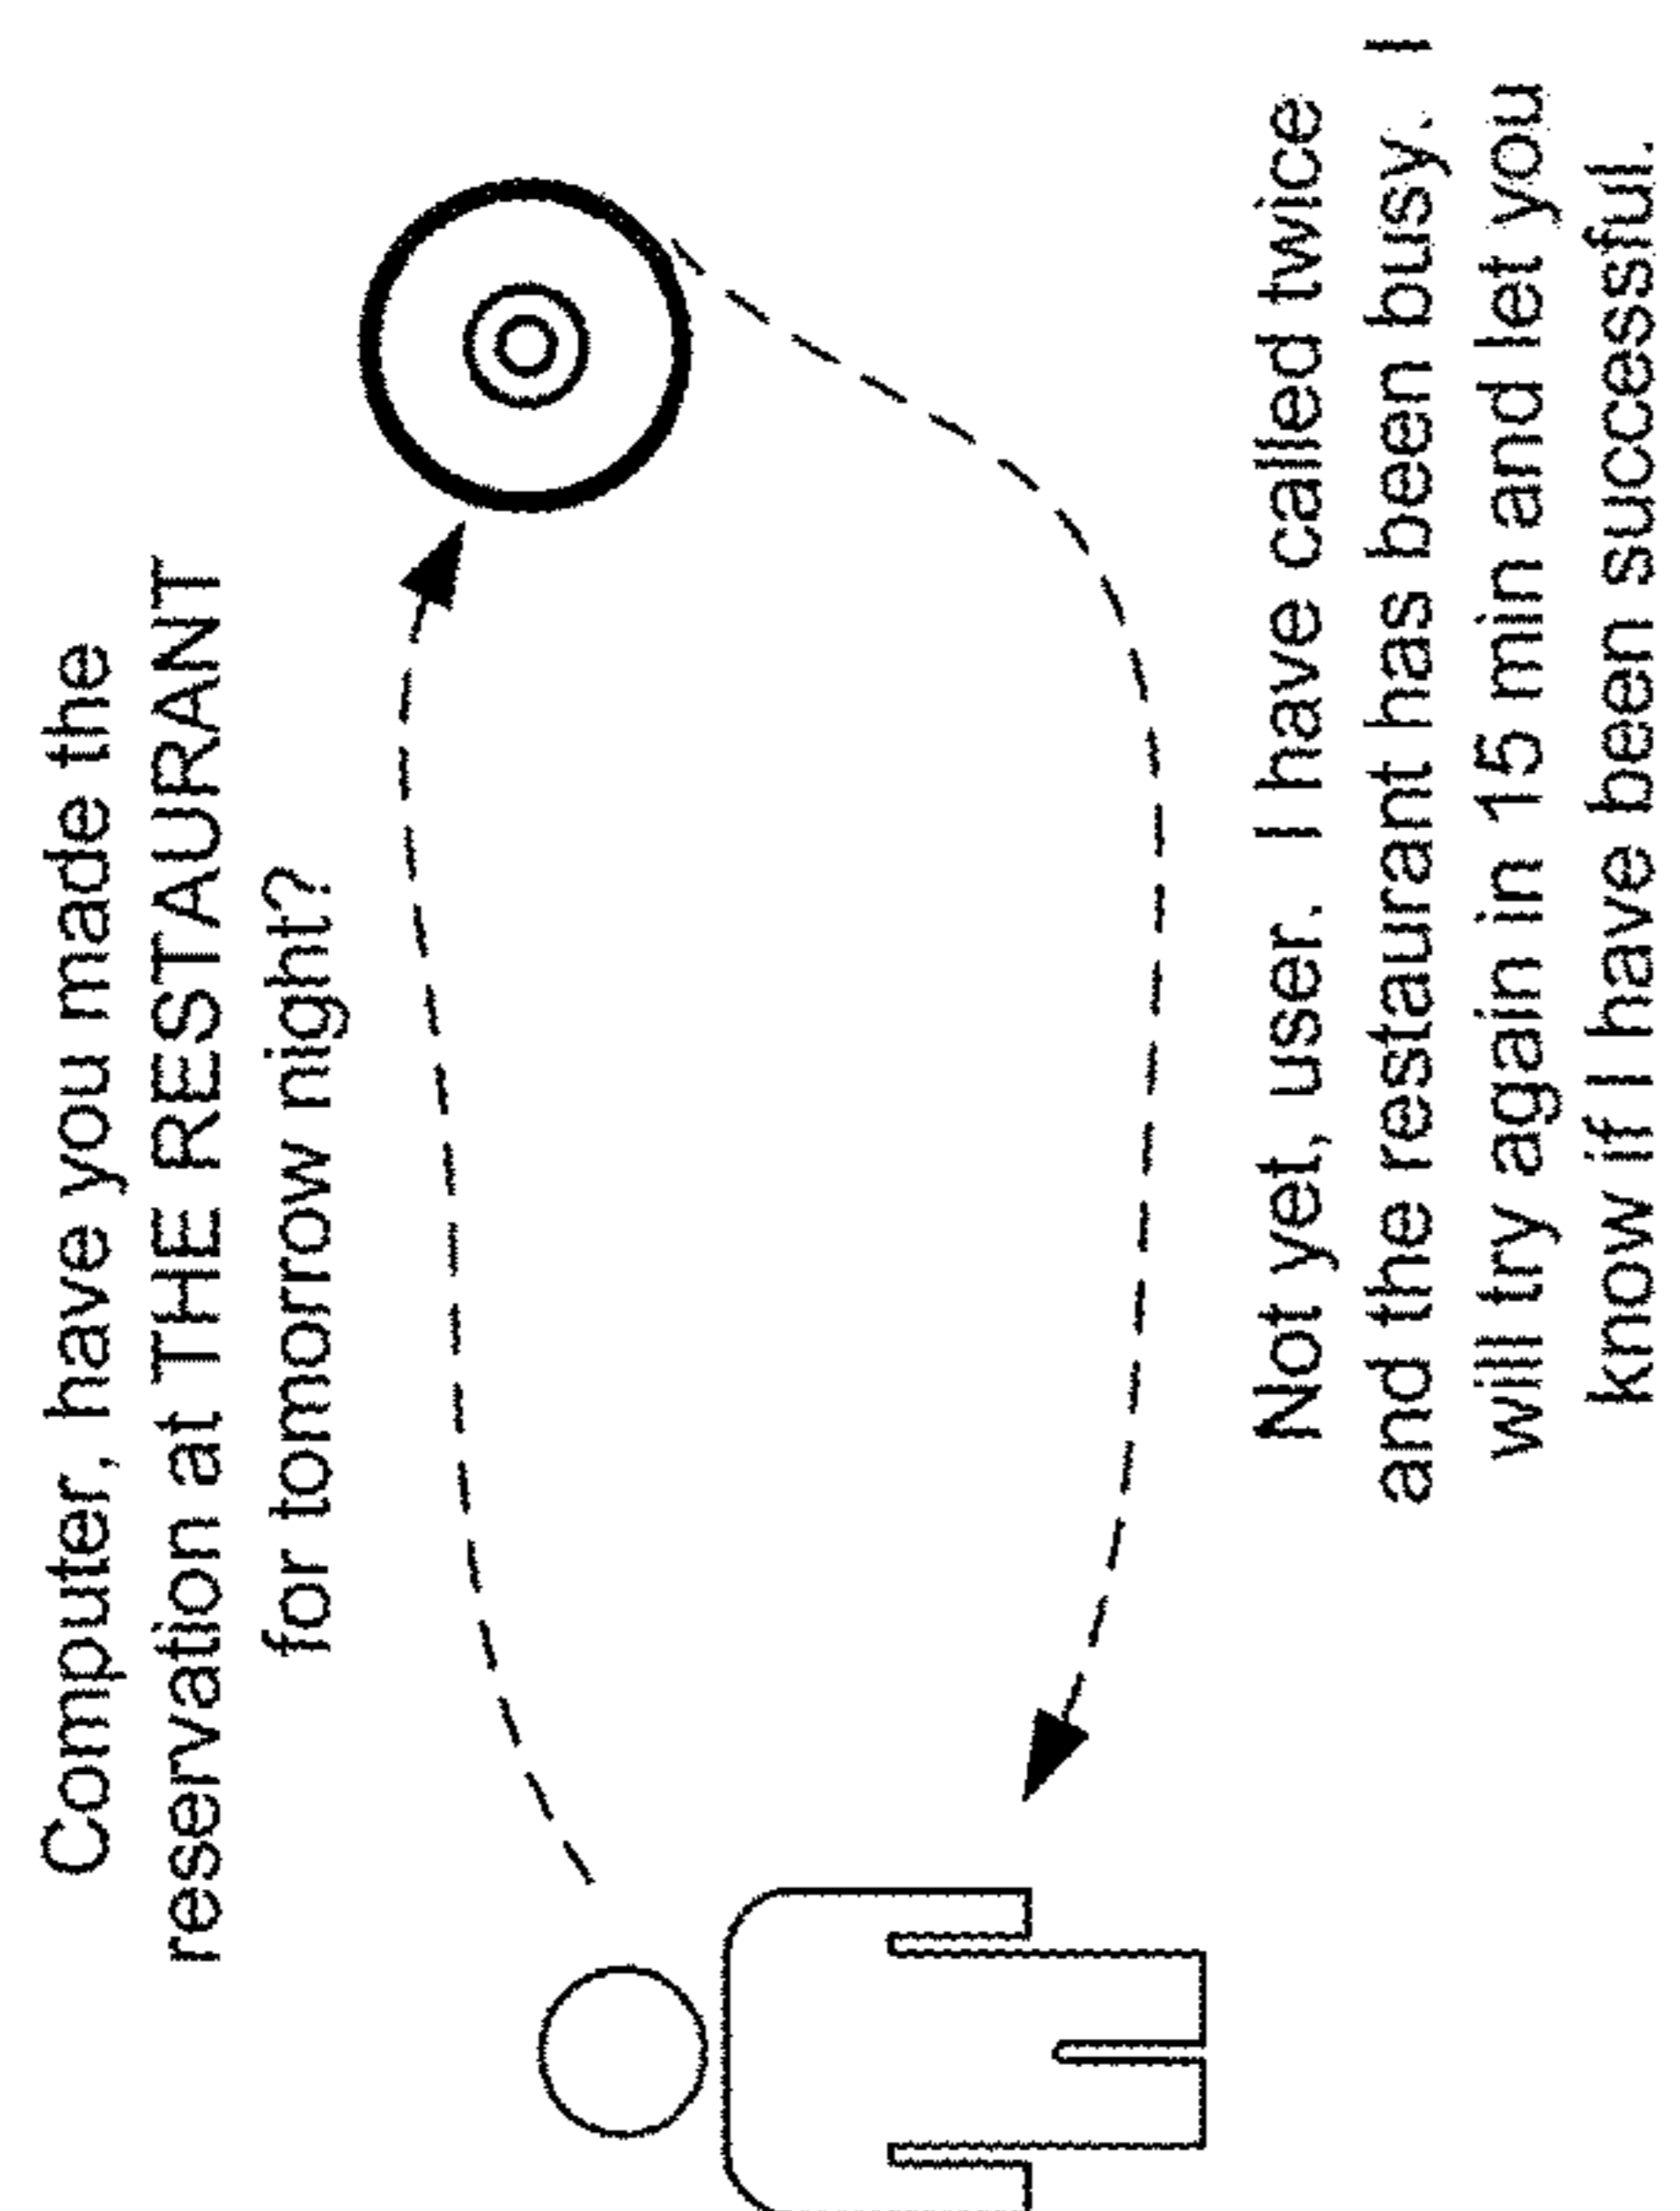 Computer, have you made the
reservation at THE RESTAURANT
for tomorrow night?
Not yet, user. I have called twice
and the restaurant has been busy. I
will try again in 15 min and let you
know if I have been successful.